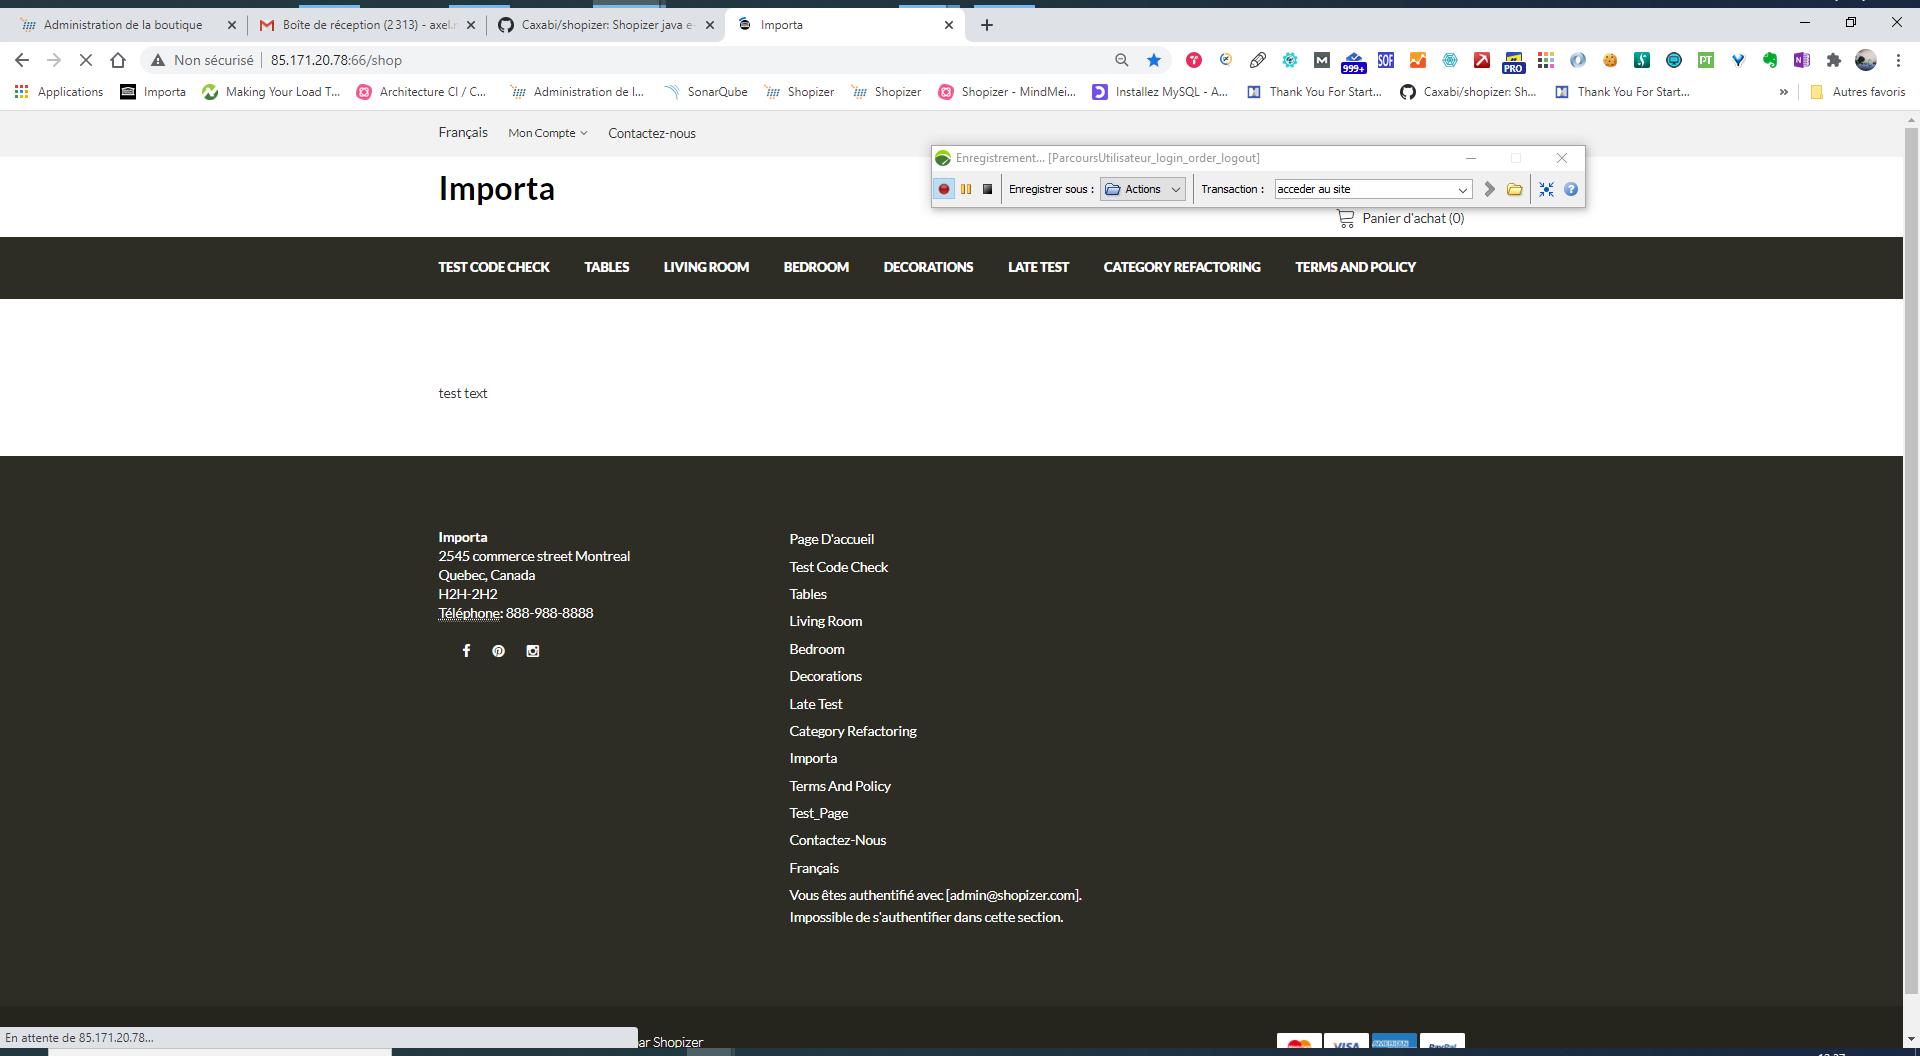 Administration de la boutique
Boîte de réception (2 313) - axel.r
Caxabi/shopizer: Shopizer java e-
Importa
Non sécurisé
85.171.20.78:66/shop
999+
SOF
PRO
PT
Applications
Importa
Making Your Load T...
Architecture CI / C...
Administration de l...
SonarQube
Shopizer
Shopizer
Shopizer - MindMei...
Installez MySQL - A...
Thank You For Start...
Caxabi/shopizer: Sh...
Thank You For Start...
»
Autres favoris
Français
Mon Compte
Contactez-nous
Enregistrement... [ParcoursUtilisateur_login_order_logout]
Enregistrer sous :
Actions
Transaction :
acceder au site
Importa
Panier d'achat (0)
TEST CODE CHECK
TABLES
LIVING ROOM
BEDROOM
DECORATIONS
LATE TEST
CATEGORY REFACTORING
TERMS AND POLICY
test text
Importa
2545 commerce street Montreal
Quebec, Canada
H2H-2H2
Téléphone: 888-988-8888
Page D'accueil
Test Code Check
Tables
Living Room
Bedroom
Decorations
Late Test
Category Refactoring
Importa
Terms And Policy
Test_Page
Contactez-Nous
Français
Vous êtes authentifié avec [admin@shopizer.com].
Impossible de s'authentifier dans cette section.
En attente de 85.171.20.78...
ar Shopizer
VISA
AMERICAN
PayPal